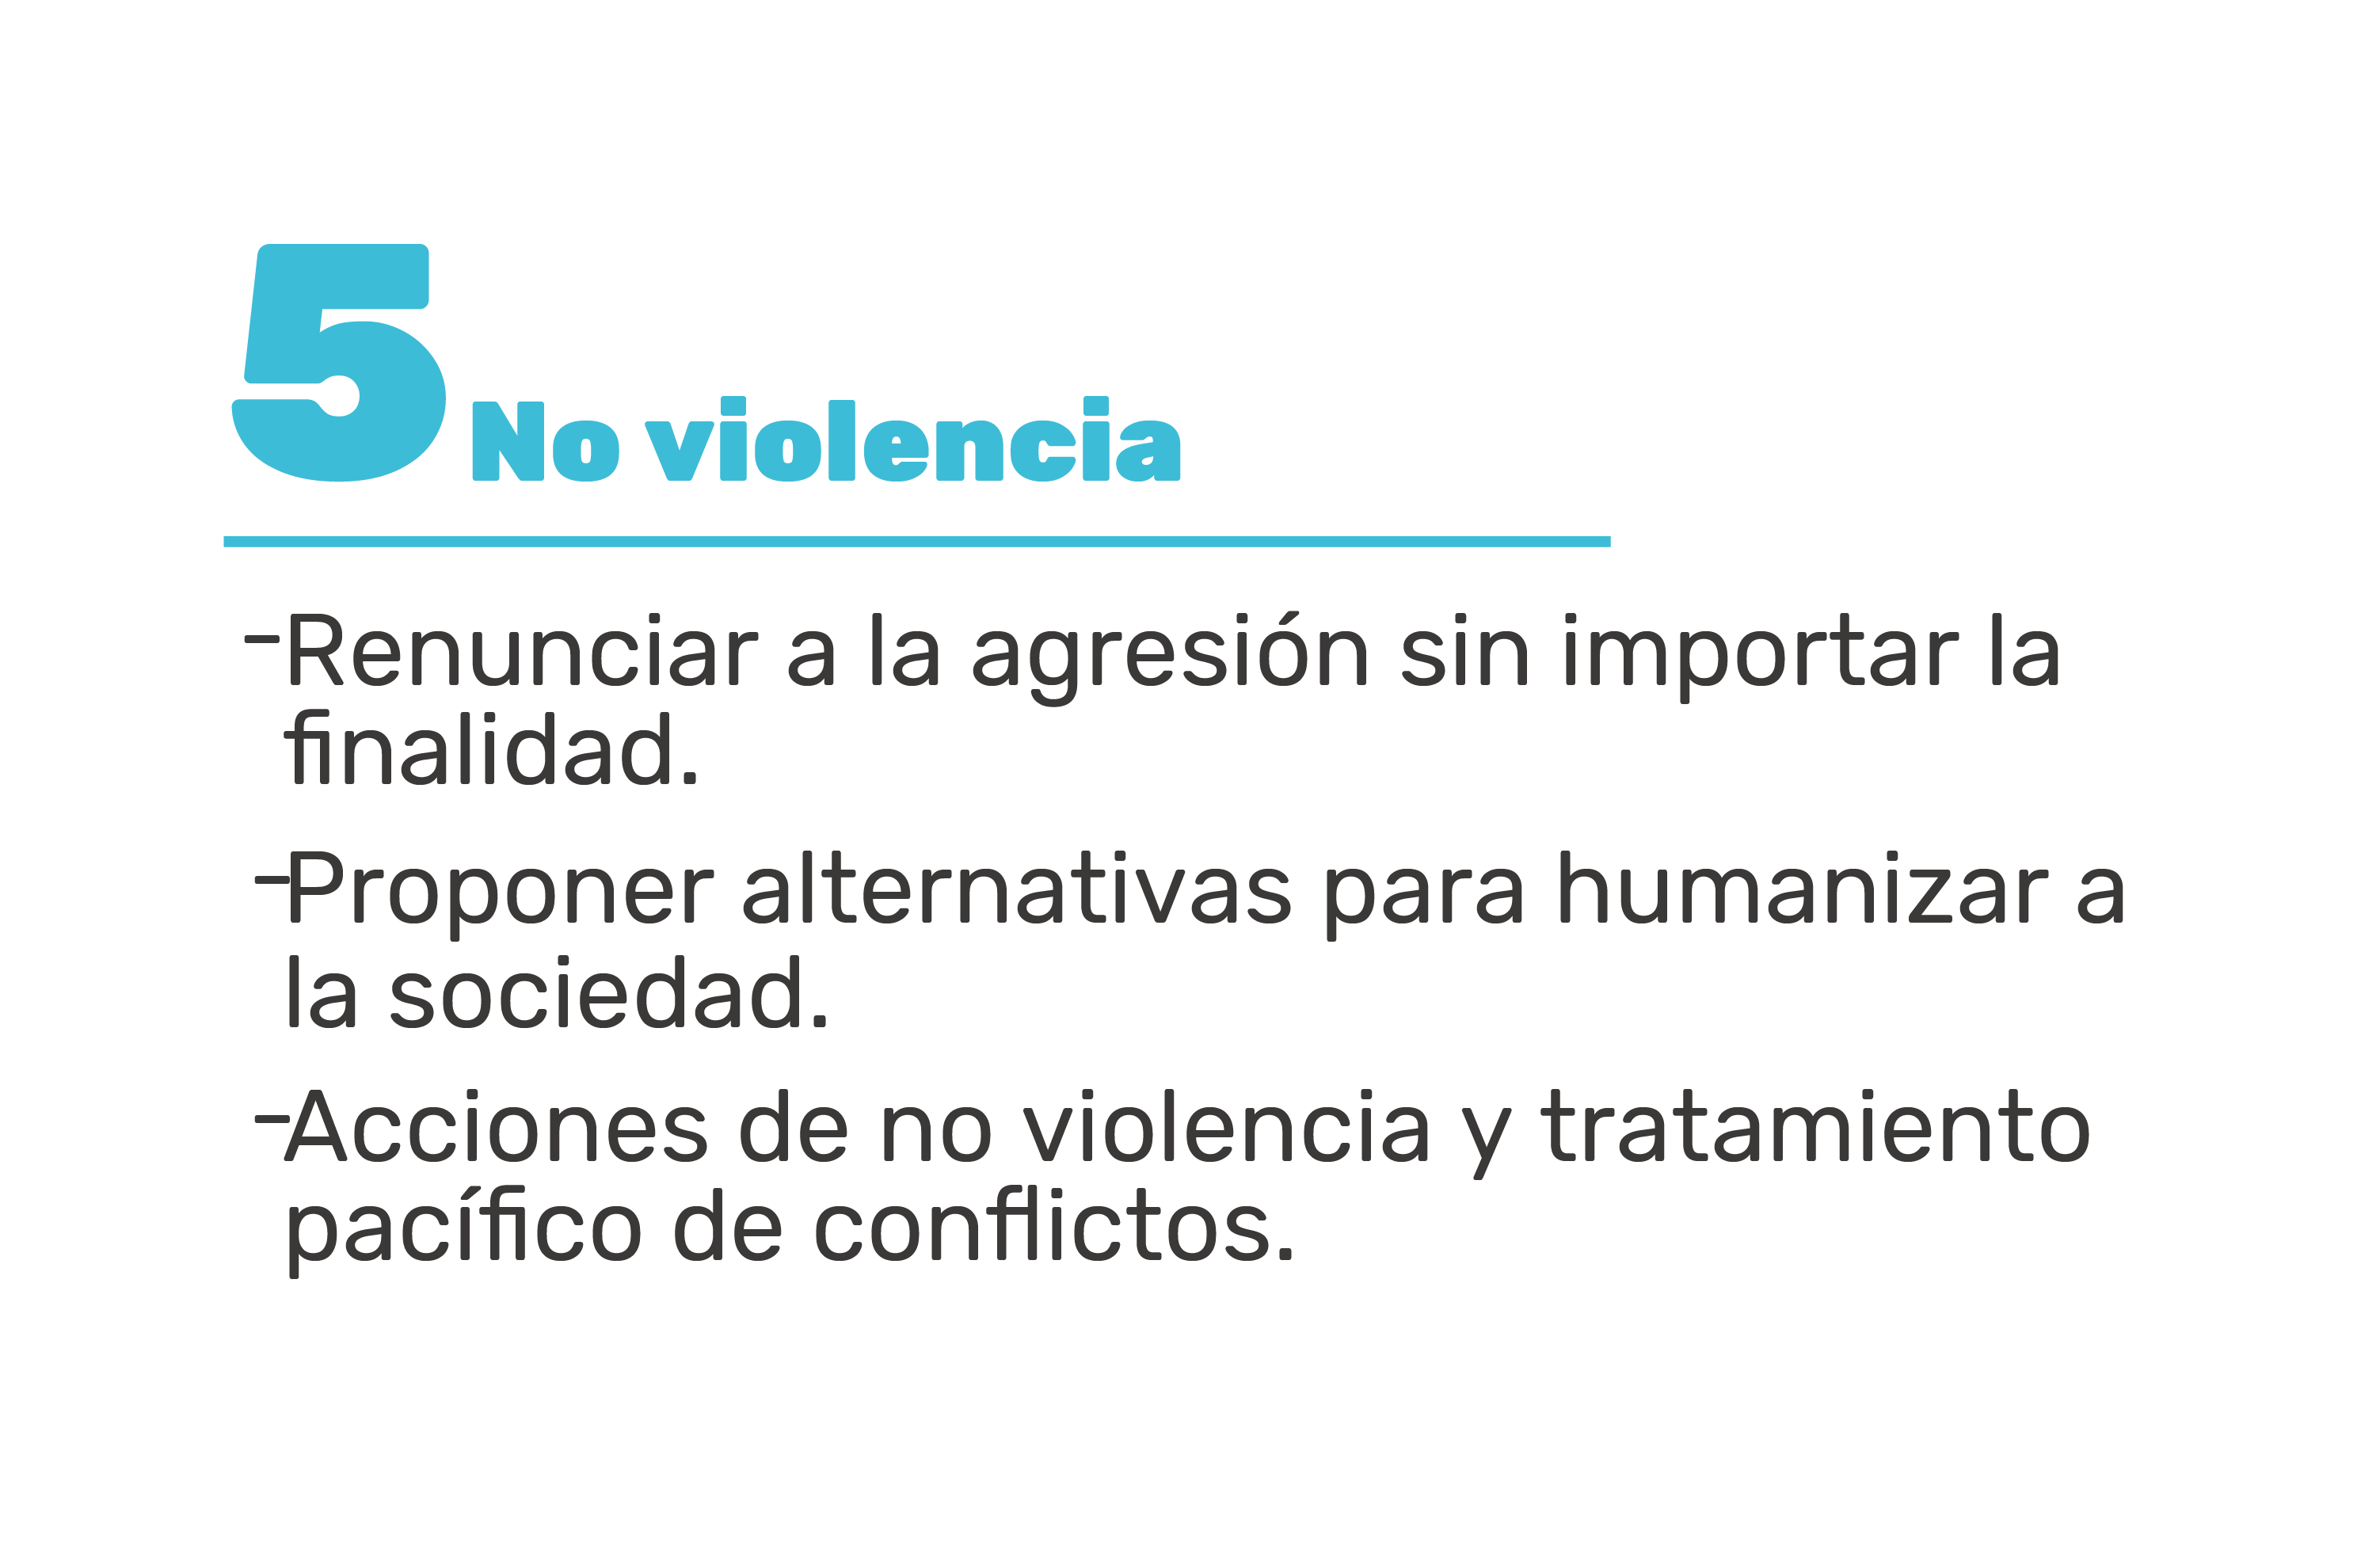 5 No violencia
-Renunciar a la agresión sin importar la
finalidad.
-Proponer alternativas para humanizar a
la sociedad.
-Acciones de no violencia y tratamiento
pacífico de conflictos.